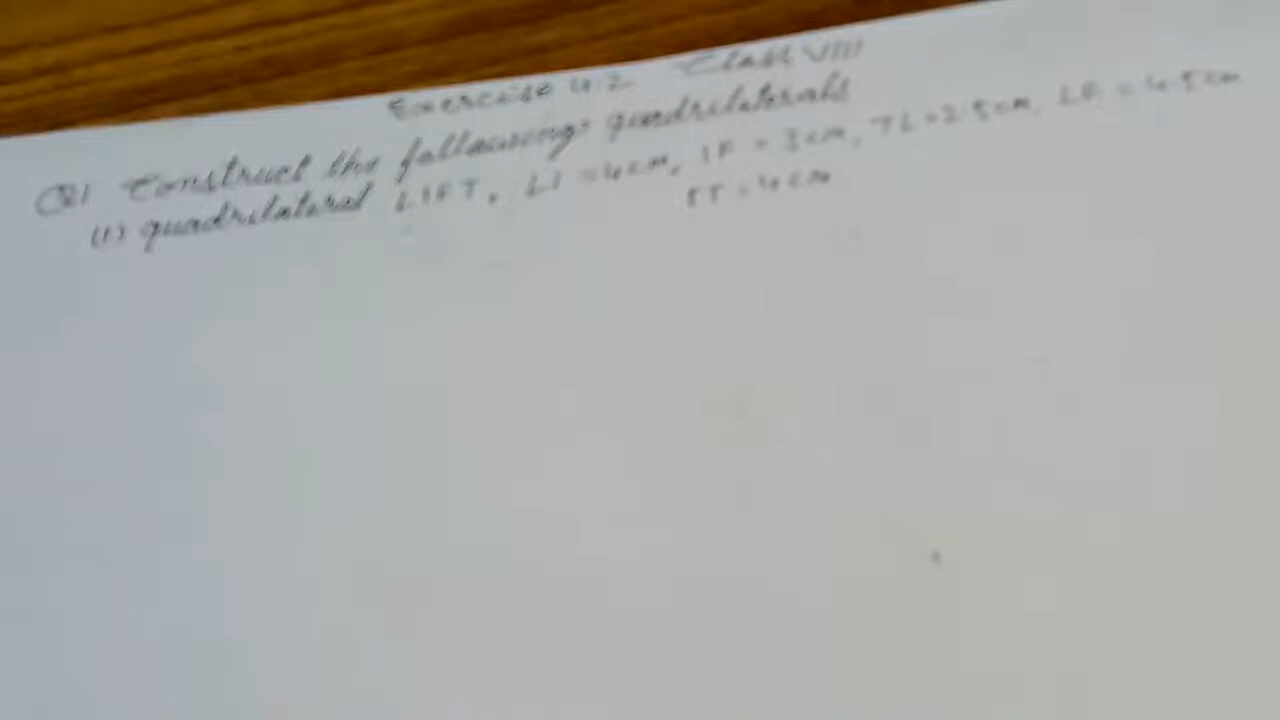 Exercise 4.2 Class VIII
Q1 Construct the following quadrilaterals
(i) quadrilateral LIFT, LI = 4cm, IF = 3cm, TL = 2.5cm, LF = 4.5cm
IT = 4cm